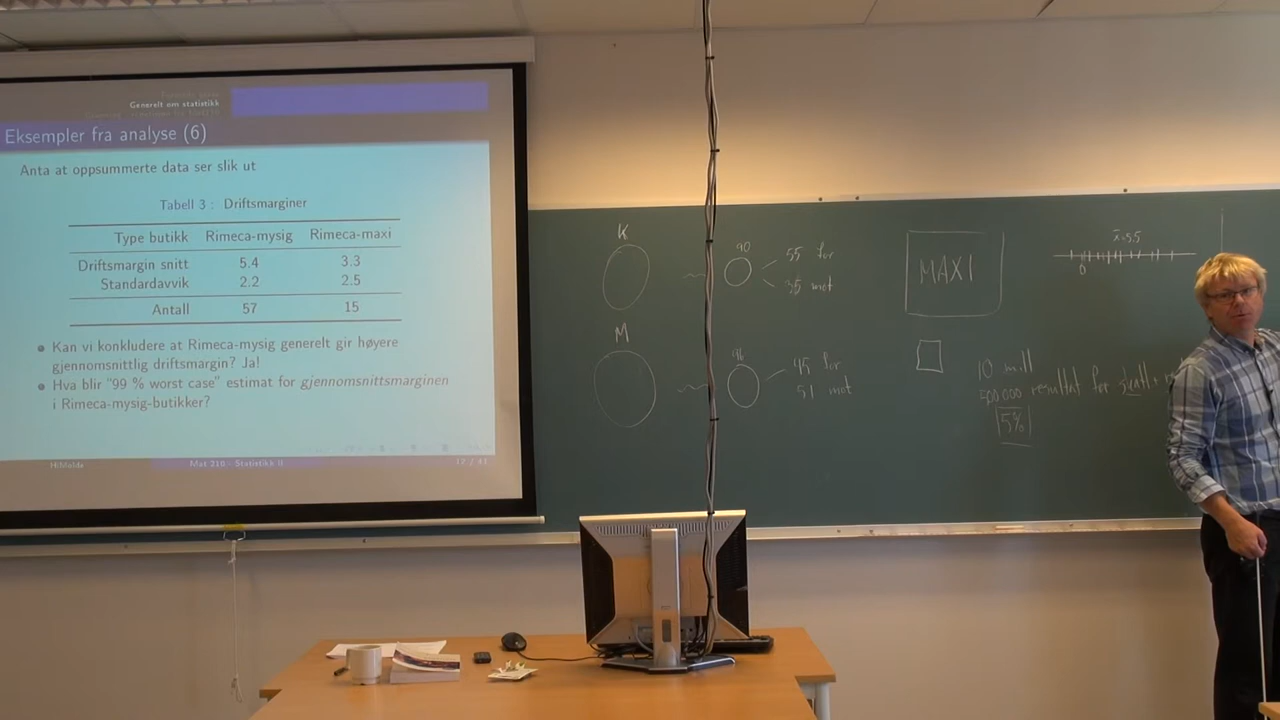 Generelt om statistikk
Eksempler fra analyse (6)
Anta at oppsummerte data ser slik ut
Tabell 3 : Driftsmarginer
Type butikk Rimeca-mysig Rimeca-maxi
Driftsmargin snitt 5.4 3.3
Standardavvik 2.2 2.5
Antall 57 15
Kan vi konkludere at Rimeca-mysig generelt gir høyere
gjennomsnittlig driftsmargin? Ja!
Hva blir "99 % worst case" estimat for gjennomsnittsmarginen
i Rimeca-mysig-butikker?
HiMolde Mat 210 - Statistikk II
K
90
55 for
35 mot
M
96
45 for
51 mot
MAXI
0
10 mill
500 000 resultat for skatt
5%